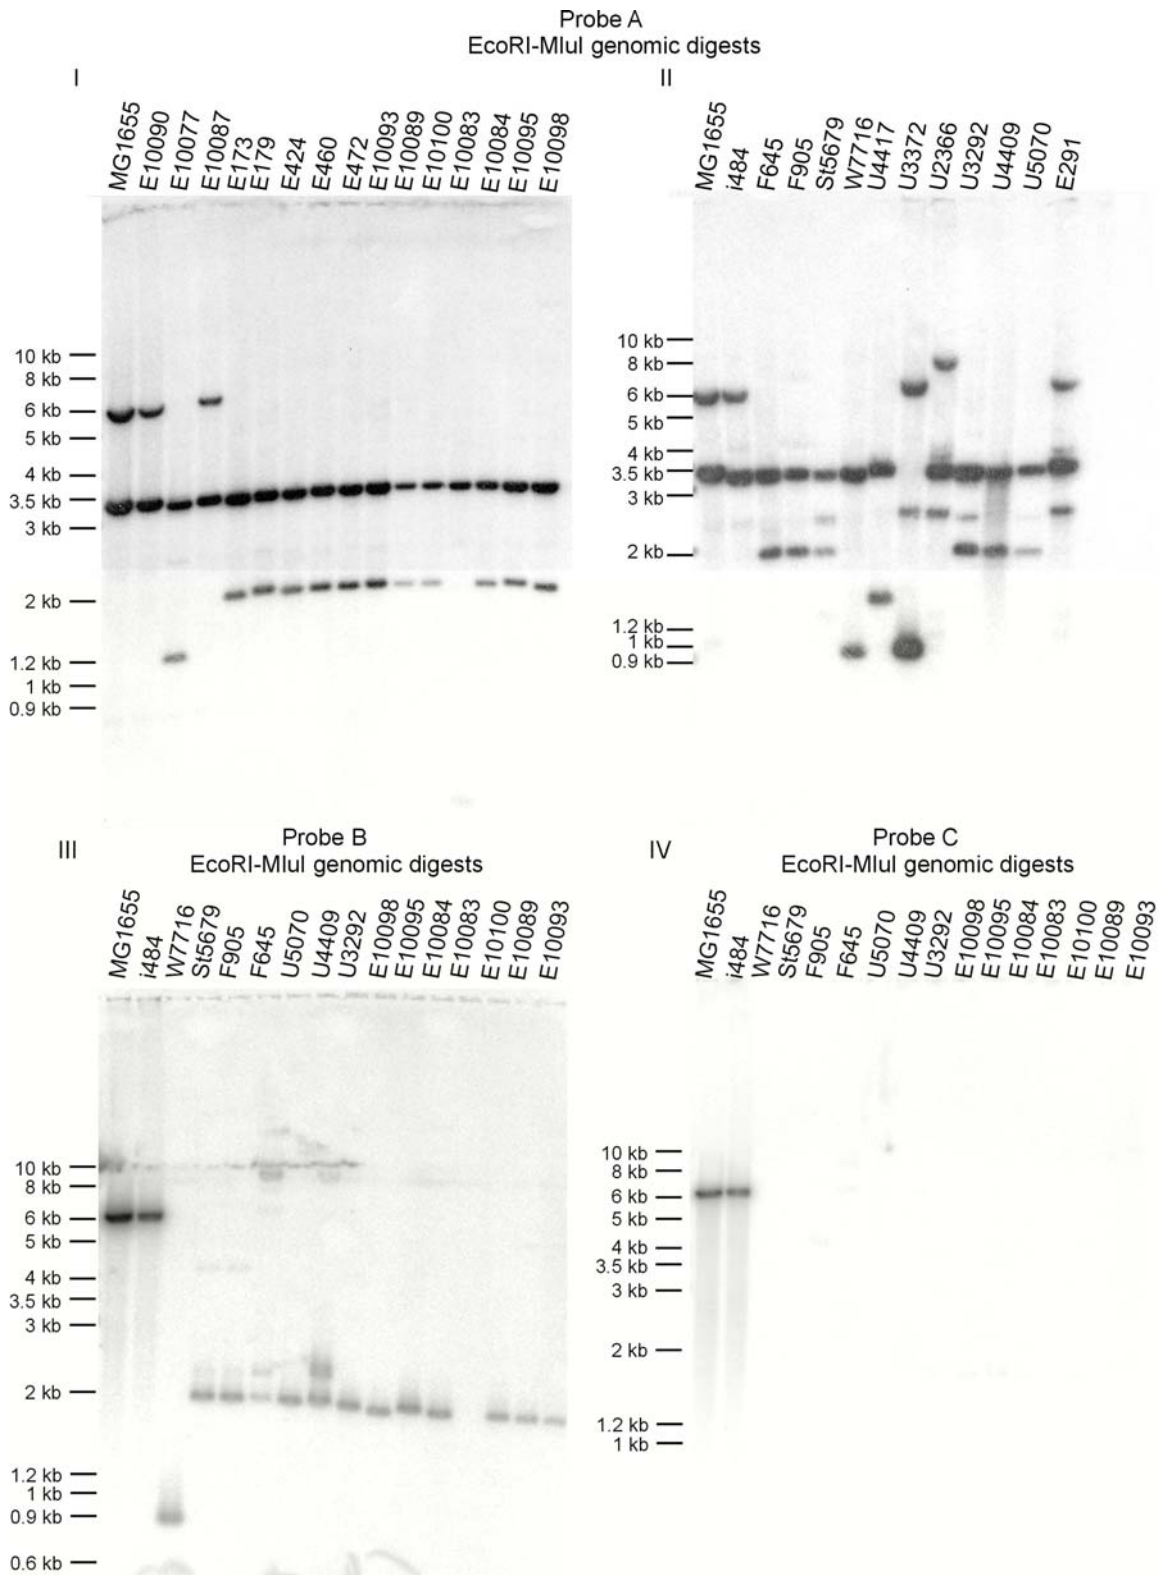 Probe A
EcoRI-MluI genomic digests
I
MG1655
E10090
E10077
E10087
E173
E179
E424
E460
E472
E10093
E10089
E10100
E10083
E10084
E10095
E10098
10 kb
8 kb
6 kb
5 kb
4 kb
3.5 kb
3 kb
2 kb
1.2 kb
1 kb
0.9 kb
II
MG1655
i484
F645
F905
St5679
W7716
U4417
U3372
U2366
U3292
U4409
U5070
E291
10 kb
8 kb
6 kb
5 kb
4 kb
3.5 kb
3 kb
2 kb
1.2 kb
1 kb
0.9 kb
III
Probe B
EcoRI-MluI genomic digests
MG1655
i484
W7716
St5679
F905
F645
U5070
U4409
U3292
E10098
E10095
E10084
E10083
E10100
E10089
E10093
10 kb
8 kb
6 kb
5 kb
4 kb
3.5 kb
3 kb
2 kb
1.2 kb
1 kb
0.9 kb
0.6 kb
IV
Probe C
EcoRI-MluI genomic digests
MG1655
i484
W7716
St5679
F905
F645
U5070
U4409
U3292
E10098
E10095
E10084
E10083
E10100
E10089
E10093
10 kb
8 kb
6 kb
5 kb
4 kb
3.5 kb
3 kb
2 kb
1.2 kb
1 kb